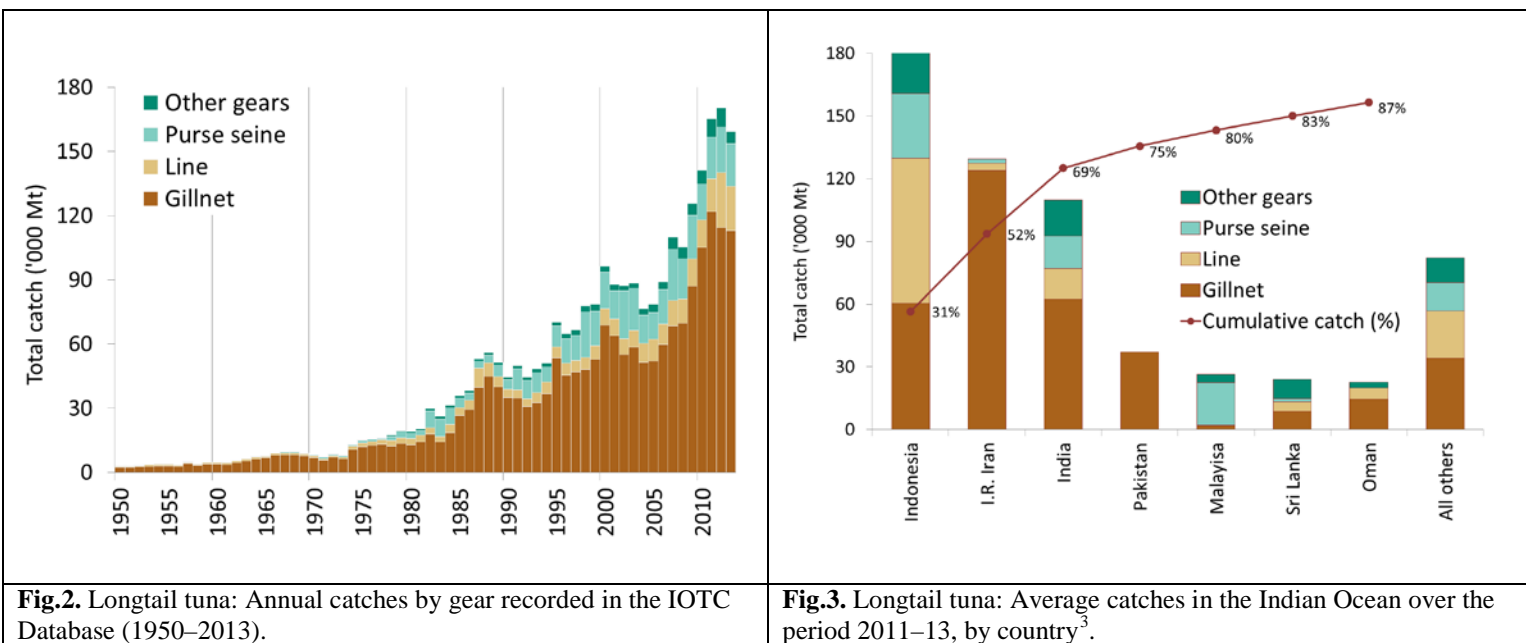 180
150
120
90
60
30
0
Total catch ('000 Mt)
Other gears
Purse seine
Line
Gillnet
1950
1955
1960
1965
1970
1975
1980
1985
1990
1995
2000
2005
2010
Fig.2. Longtail tuna: Annual catches by gear recorded in the IOTC
Database (1950–2013).
180
150
120
90
60
30
0
Total catch ('000 Mt)
31%
52%
69%
75%
80%
83%
87%
Other gears
Purse seine
Line
Gillnet
Cumulative catch (%)
Indonesia
I.R. Iran
India
Pakistan
Malayisa
Sri Lanka
Oman
All others
Fig.3. Longtail tuna: Average catches in the Indian Ocean over the
period 2011–13, by country³.